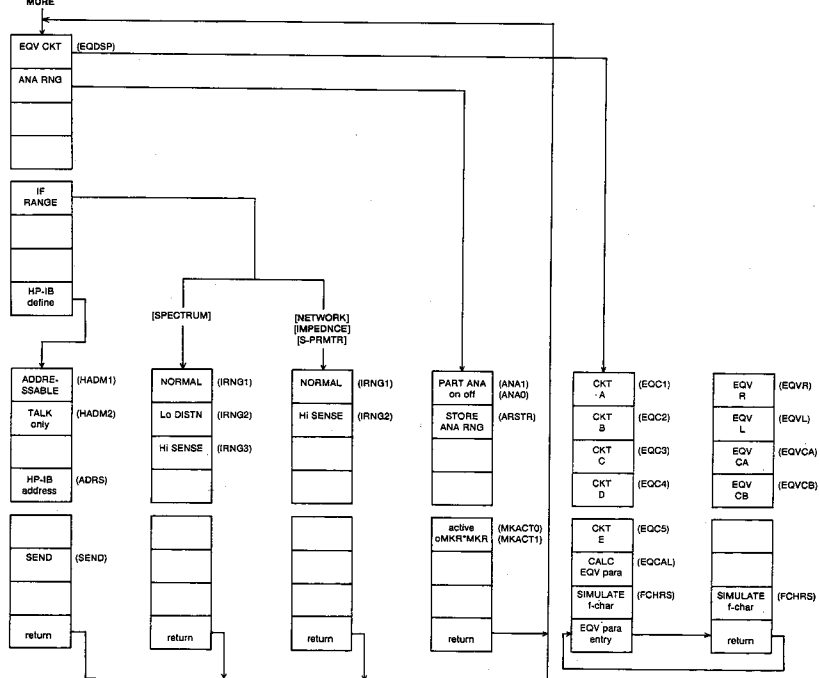 MORE
EQV CKT (EQDSP)
ANA RNG
IF
RANGE
HP-IB
define
[SPECTRUM]
[NETWORK]
[IMPEDNCE]
[S-PRMTR]
ADDRE-
SSABLE (HADM1)
TALK
only (HADM2)
HP-IB
address (ADRS)
SEND (SEND)
return
NORMAL (IRNG1)
Lo DISTN (IRNG2)
Hi SENSE (IRNG3)
return
NORMAL (IRNG1)
Hi SENSE (IRNG2)
return
PART ANA (ANA1)
on off (ANA0)
STORE (ARSTR)
ANA RNG
active (MKACT0)
oMKR*MKR (MKACT1)
return
CKT
A (EQC1)
CKT
B (EQC2)
CKT
C (EQC3)
CKT
D (EQC4)
CKT
E (EQC5)
CALC
EQV para (EQCAL)
SIMULATE
f-char (FCHRS)
EQV para
entry
EQV
R (EQVR)
EQV
L (EQVL)
EQV
CA (EQVCA)
EQV
CB (EQVCB)
SIMULATE
f-char (FCHRS)
return